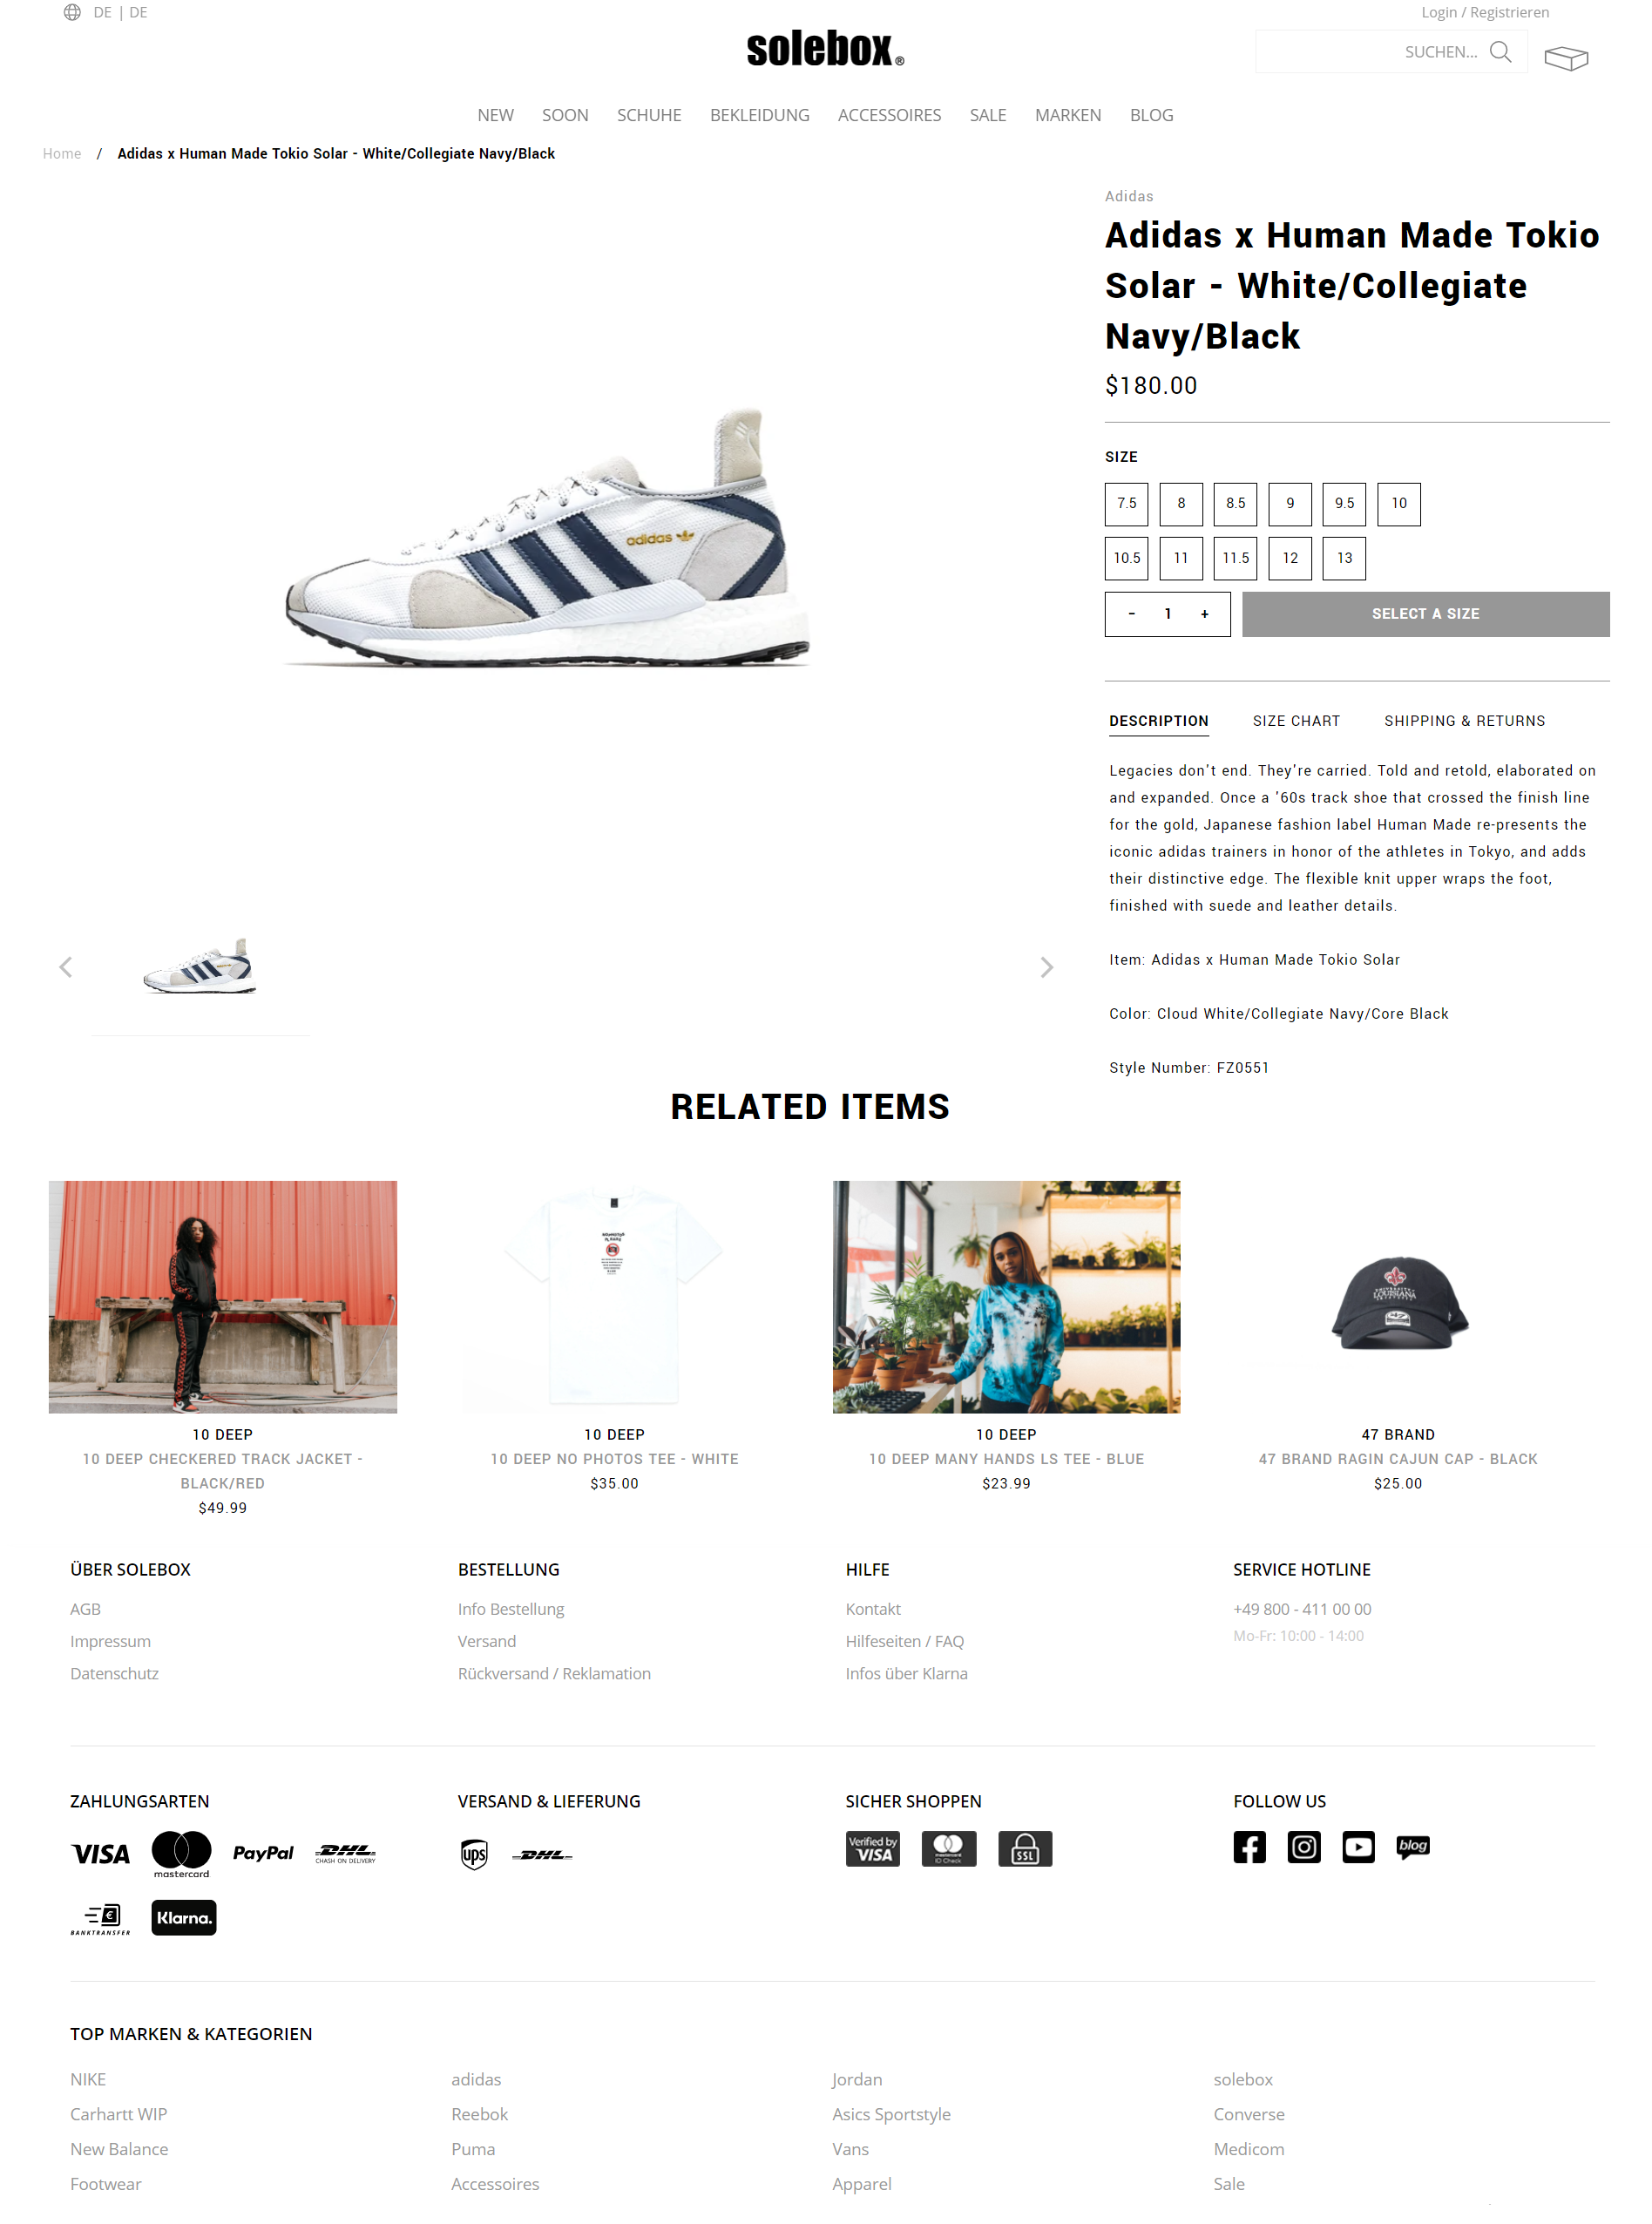 DE | DE
Login / Registrieren
solebox®
SUCHEN...
NEW SOON SCHUHE BEKLEIDUNG ACCESSOIRES SALE MARKEN BLOG
Home / Adidas x Human Made Tokio Solar - White/Collegiate Navy/Black
Adidas
Adidas x Human Made Tokio
Solar - White/Collegiate
Navy/Black
$180.00
SIZE
7.5 8 8.5 9 9.5 10
10.5 11 11.5 12 13
- 1 + SELECT A SIZE
adidas
DESCRIPTION SIZE CHART SHIPPING & RETURNS
Legacies don't end. They're carried. Told and retold, elaborated on
and expanded. Once a '60s track shoe that crossed the finish line
for the gold, Japanese fashion label Human Made re-presents the
iconic adidas trainers in honor of the athletes in Tokyo, and adds
their distinctive edge. The flexible knit upper wraps the foot,
finished with suede and leather details.
Item: Adidas x Human Made Tokio Solar
Color: Cloud White/Collegiate Navy/Core Black
Style Number: FZ0551
RELATED ITEMS
LOUISIANA
47
10 DEEP
10 DEEP CHECKERED TRACK JACKET -
BLACK/RED
$49.99
10 DEEP
10 DEEP NO PHOTOS TEE - WHITE
$35.00
10 DEEP
10 DEEP MANY HANDS LS TEE - BLUE
$23.99
47 BRAND
47 BRAND RAGIN CAJUN CAP - BLACK
$25.00
ÜBER SOLEBOX
AGB
Impressum
Datenschutz
BESTELLUNG
Info Bestellung
Versand
Rückversand / Reklamation
HILFE
Kontakt
Hilfeseiten / FAQ
Infos über Klarna
SERVICE HOTLINE
+49 800 - 411 00 00
Mo-Fr: 10:00 - 14:00
ZAHLUNGSARTEN
VISA mastercard PayPal DHL
CHASH ON DELIVERY
€ BANKTRANSFER Klarna.
VERSAND & LIEFERUNG
ups DHL
SICHER SHOPPEN
Verified by
VISA
mastercard
ID Check
SSL
FOLLOW US
blog
TOP MARKEN & KATEGORIEN
NIKE adidas Jordan solebox
Carhartt WIP Reebok Asics Sportstyle Converse
New Balance Puma Vans Medicom
Footwear Accessoires Apparel Sale